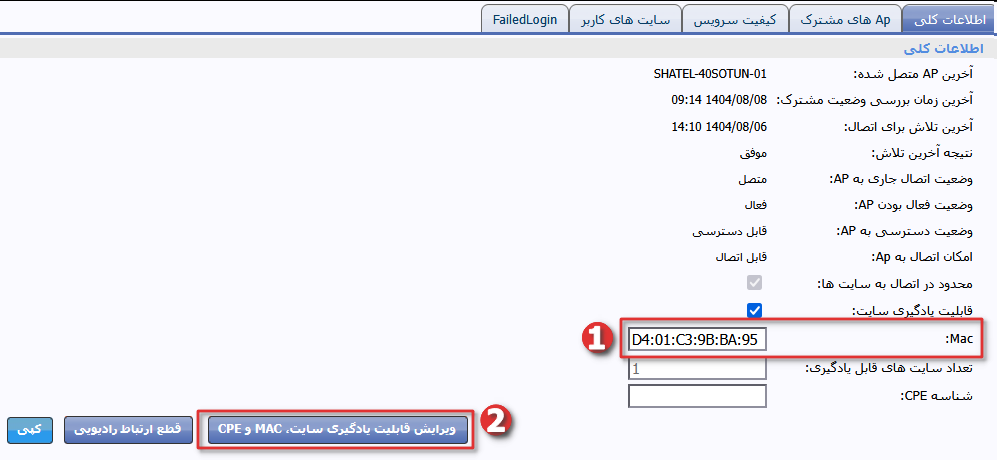 اطلاعات کلی
Ap های مشترک
کیفیت سرویس
سایت های کاربر
FailedLogin
اطلاعات کلی
آخرین AP متصل شده: SHATEL-40SOTUN-01
آخرین زمان بررسی وضعیت مشترک: 1404/08/08 09:14
آخرین تلاش برای اتصال: 1404/08/06 14:10
نتیجه آخرین تلاش: موفق
وضعیت اتصال جاری به AP: متصل
وضعیت فعال بودن AP: فعال
وضعیت دسترسی به AP: قابل دسترسی
امکان اتصال به Ap: قابل اتصال
محدود در اتصال به سایت ها:
قابلیت یادگیری سایت:
1
Mac: D4:01:C3:9B:BA:95
تعداد سایت های قابل یادگیری: 1
شناسه CPE:
2
ویرایش قابلیت یادگیری سایت، MAC و CPE
قطع ارتباط رادیویی
کپی